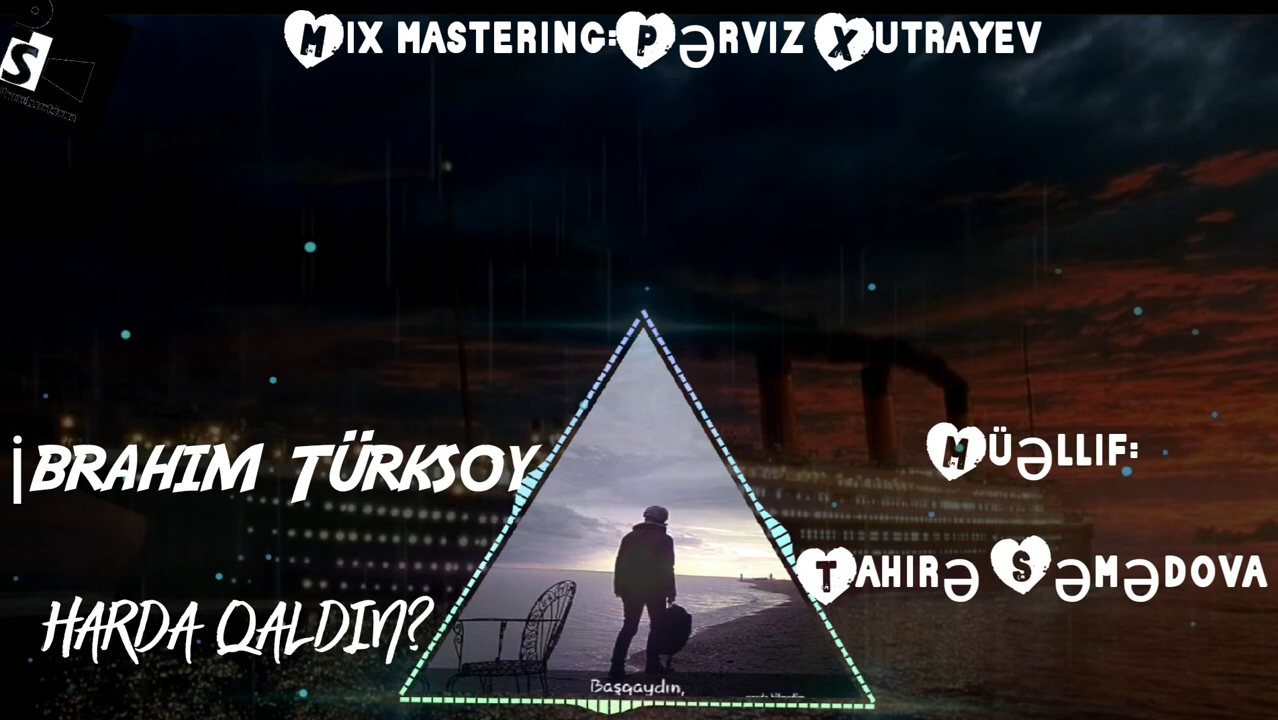 Mix mastering:Pərviz Xutrayev
S
İbrahim Türksoy
Harda Qaldın?
Müəllif:
Tahirə Səmədova
Başqaydın,